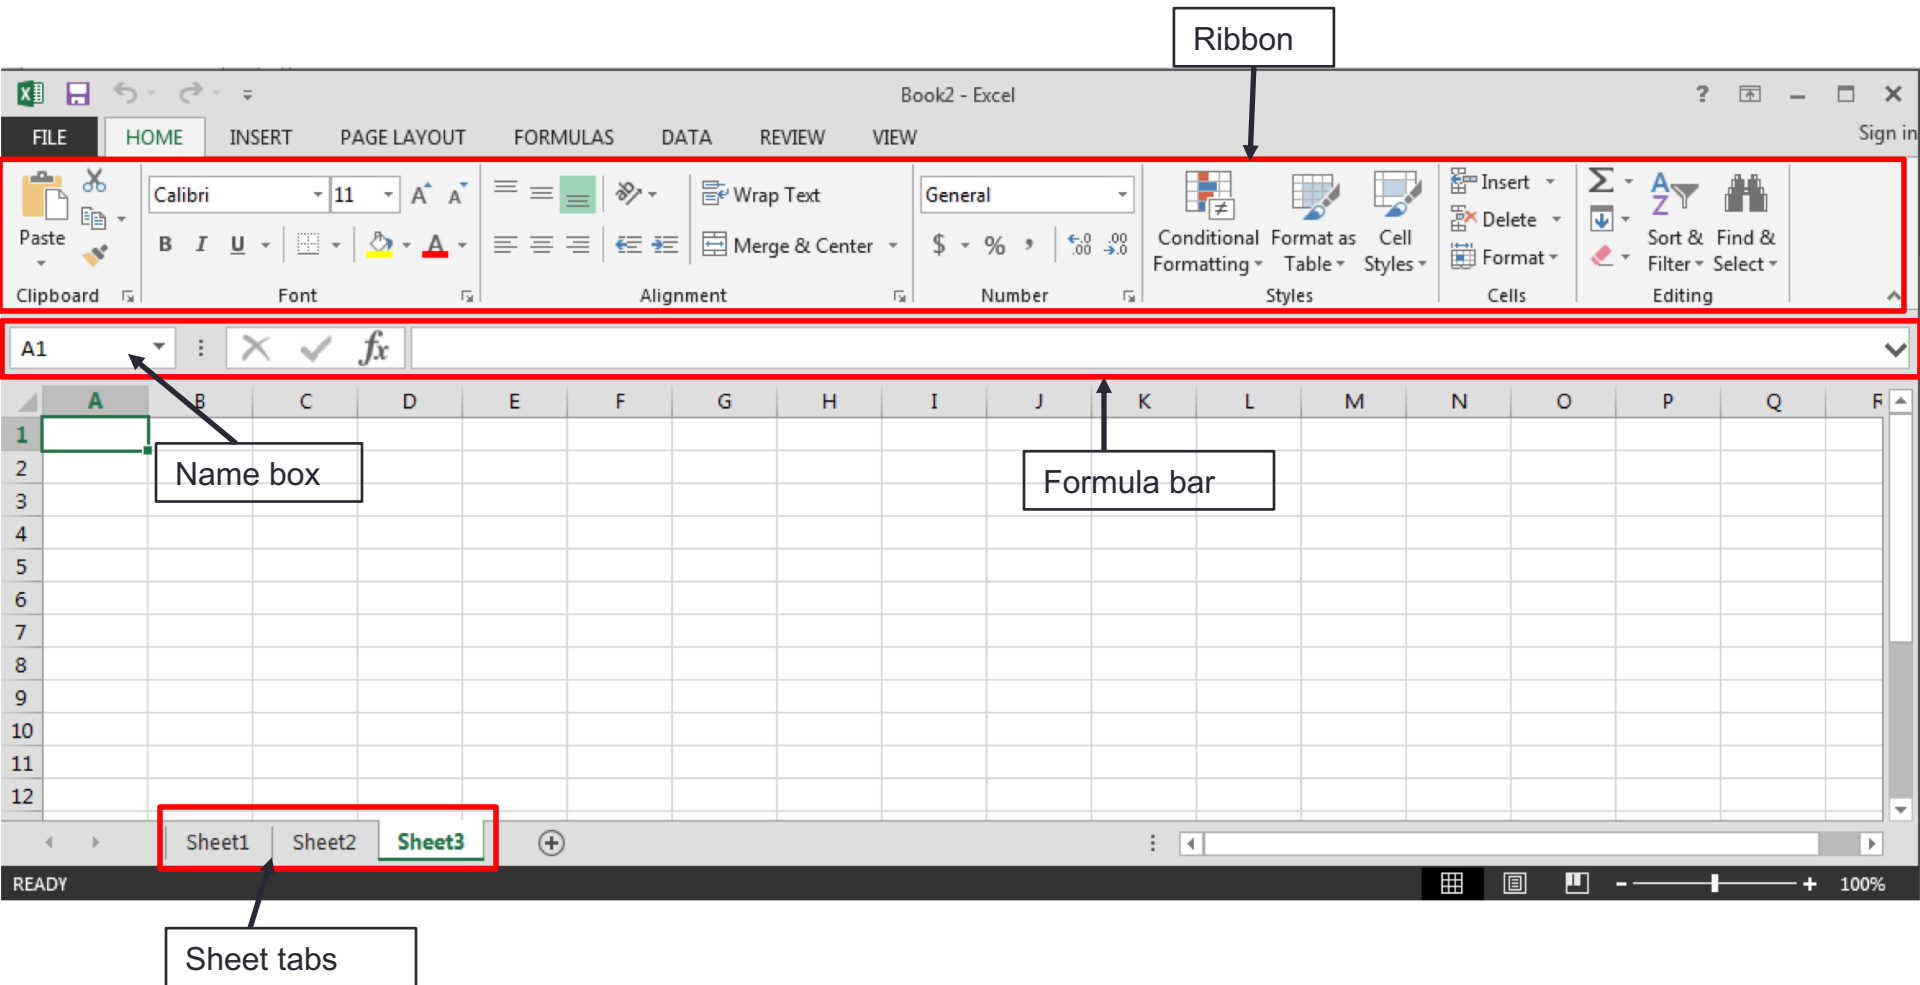 Ribbon
Book2 - Excel
?
FILE HOME INSERT PAGE LAYOUT FORMULAS DATA REVIEW VIEW Sign in
Calibri 11 A A Wrap Text General Insert
Delete
Paste B I U A Merge & Center $ % , .0 .00 .00 .0 Conditional Format as Cell Sort & Find &
Formatting Table Styles Format Filter Select
Clipboard Font Alignment Number Styles Cells Editing
A1 fx
A B C D E F G H I J K L M N O P Q R
1
2
Name box
Formula bar
3
4
5
6
7
8
9
10
11
12
Sheet1 Sheet2 Sheet3
READY 100%
Sheet tabs